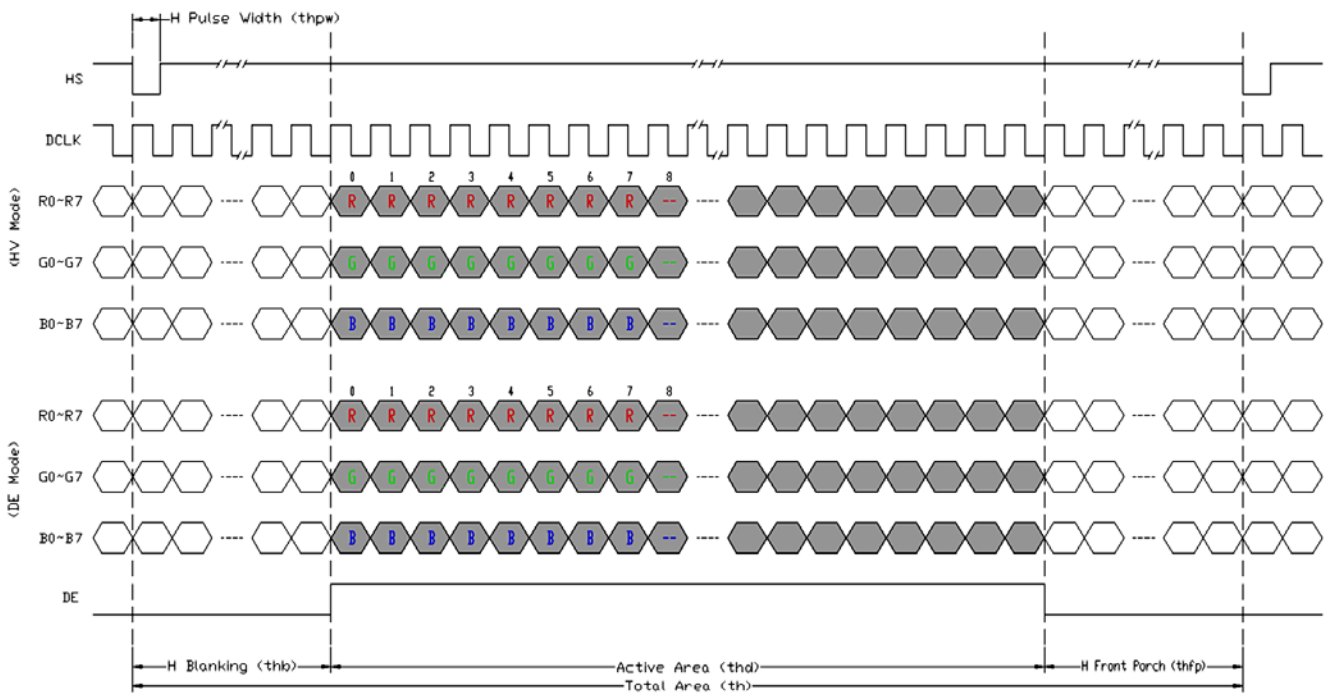 H Pulse Width (thpw)
HS
DCLK
(HV Mode)
0 1 2 3 4 5 6 7 8
R0~R7 ---- R R R R R R R R -- ---- ----
G0~G7 ---- G G G G G G G G -- ---- ----
B0~B7 ---- B B B B B B B B -- ---- ----
(DE Mode)
0 1 2 3 4 5 6 7 8
R0~R7 ---- R R R R R R R R -- ---- ----
G0~G7 ---- G G G G G G G G -- ---- ----
B0~B7 ---- B B B B B B B B -- ---- ----
DE
H Blanking (thb) Active Area (thd) H Front Porch (thfp)
Total Area (th)